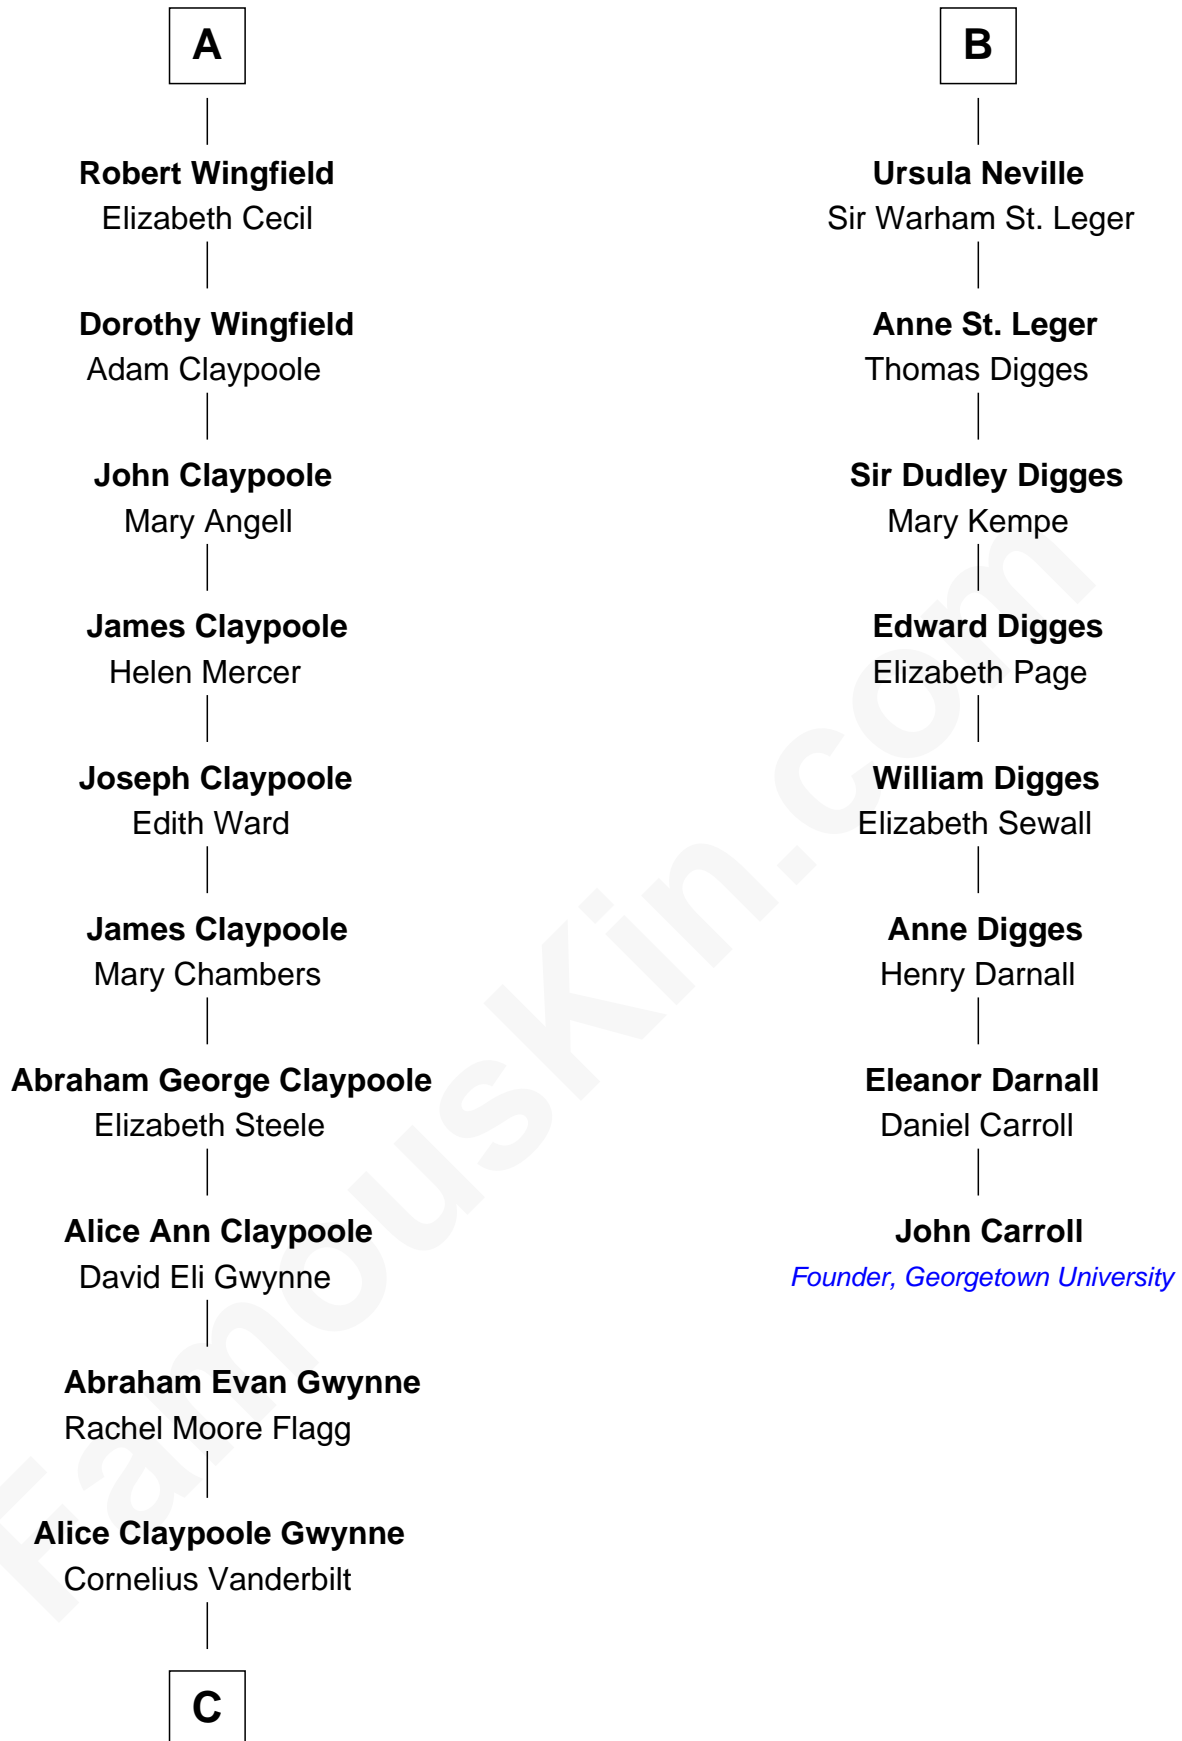 A
Robert Wingfield
Elizabeth Cecil
Dorothy Wingfield
Adam Claypoole
John Claypoole
Mary Angell
James Claypoole
Helen Mercer
Joseph Claypoole
Edith Ward
James Claypoole
Mary Chambers
Abraham George Claypoole
Elizabeth Steele
Alice Ann Claypoole
David Eli Gwynne
Abraham Evan Gwynne
Rachel Moore Flagg
Alice Claypoole Gwynne
Cornelius Vanderbilt
C
B
Ursula Neville
Sir Warham St. Leger
Anne St. Leger
Thomas Digges
Sir Dudley Digges
Mary Kempe
Edward Digges
Elizabeth Page
William Digges
Elizabeth Sewall
Anne Digges
Henry Darnall
Eleanor Darnall
Daniel Carroll
John Carroll
Founder, Georgetown University
FamousKin.com